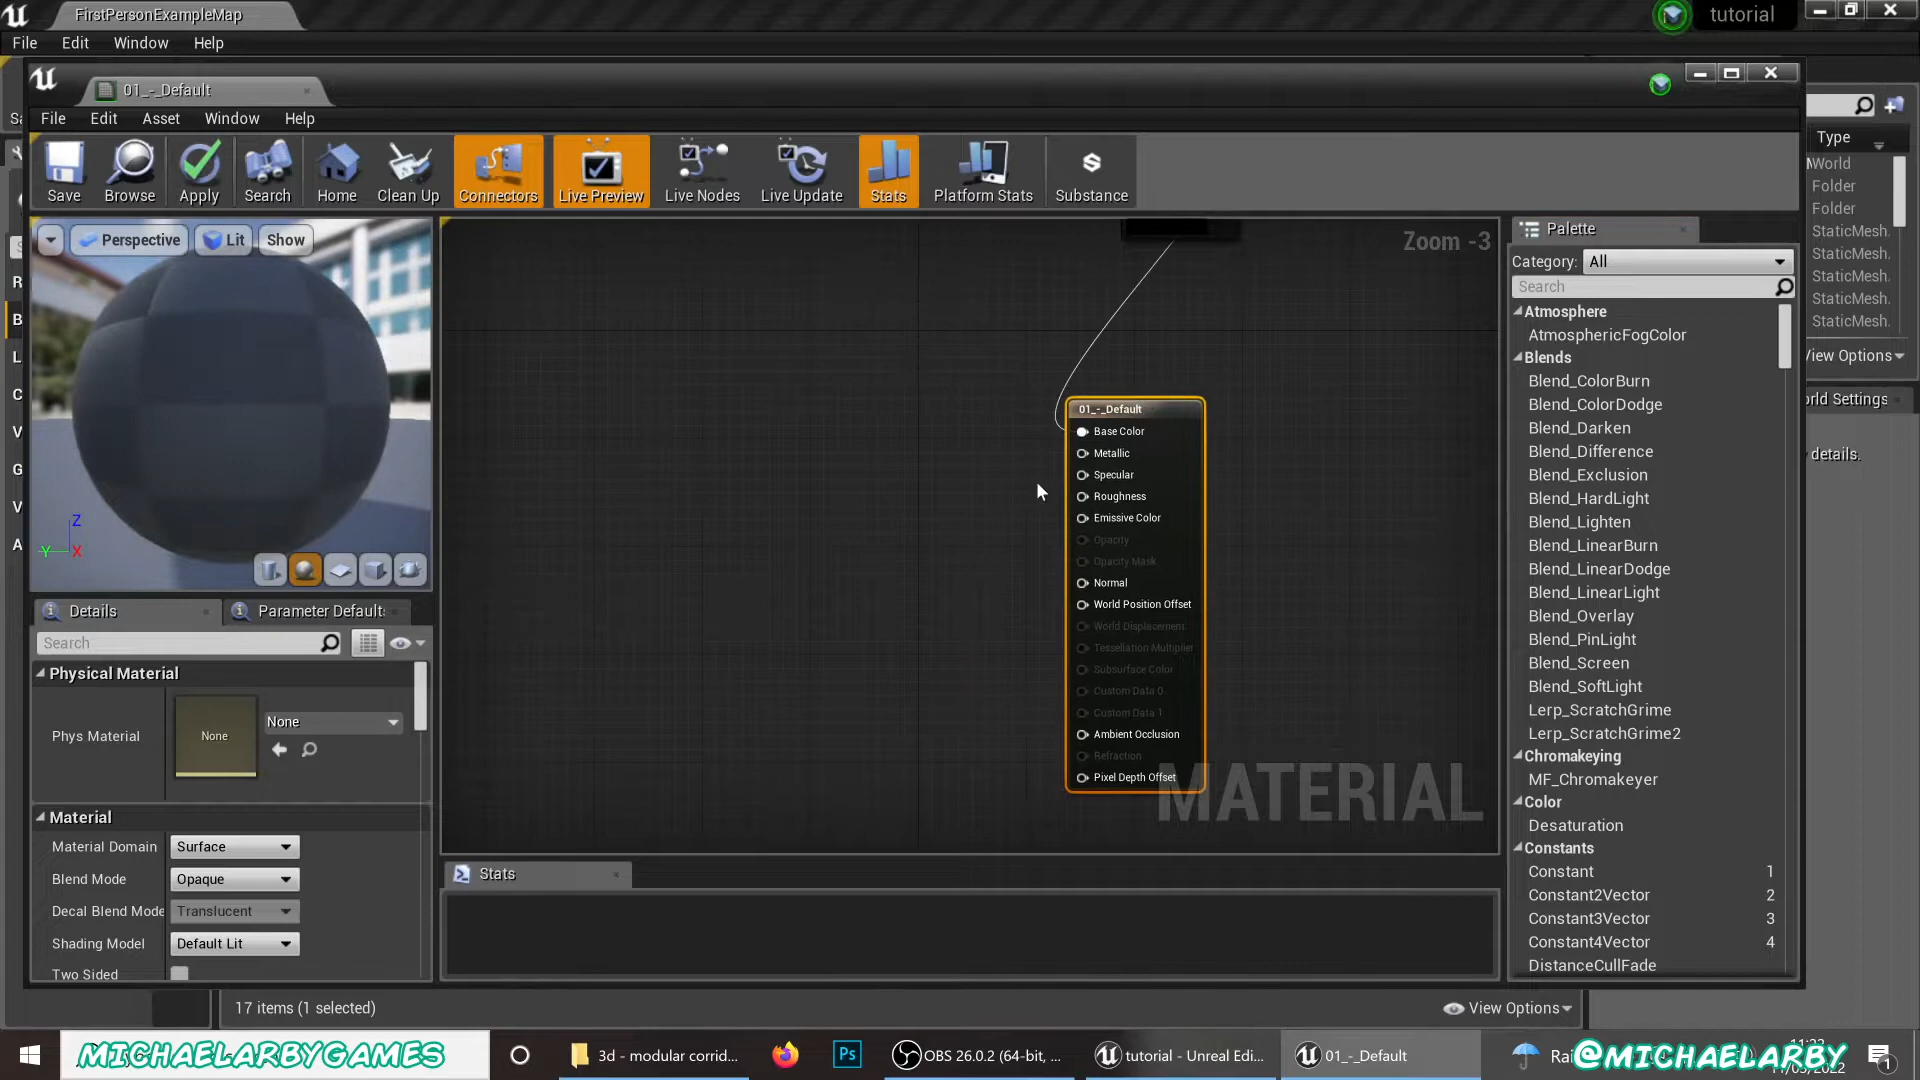 FirstPersonExampleMap
tutorial
File Edit Window Help
01_-_Default
File Edit Asset Window Help
Save Browse Apply Search Home Clean Up Connectors Live Preview Live Nodes Live Update Stats Platform Stats Substance
Perspective Lit Show
Z
Y X
Details Parameter Default
Search
Physical Material
Phys Material
None
None
Material
Material Domain Surface
Blend Mode Opaque
Decal Blend Mode Translucent
Shading Model Default Lit
Two Sided
Zoom -3
01_-_Default
Base Color
Metallic
Specular
Roughness
Emissive Color
Opacity
Opacity Mask
Normal
World Position Offset
World Displacement
Tessellation Multiplier
Subsurface Color
Custom Data 0
Custom Data 1
Ambient Occlusion
Refraction
Pixel Depth Offset
MATERIAL
Stats
Palette
Category: All
Search
Atmosphere
AtmosphericFogColor
Blends
Blend_ColorBurn
Blend_ColorDodge
Blend_Darken
Blend_Difference
Blend_Exclusion
Blend_HardLight
Blend_Lighten
Blend_LinearBurn
Blend_LinearDodge
Blend_LinearLight
Blend_Overlay
Blend_PinLight
Blend_Screen
Blend_SoftLight
Lerp_ScratchGrime
Lerp_ScratchGrime2
Chromakeying
MF_Chromakeyer
Color
Desaturation
Constants
Constant 1
Constant2Vector 2
Constant3Vector 3
Constant4Vector 4
DistanceCullFade
Type
World
Folder
Folder
StaticMesh.
StaticMesh.
StaticMesh.
StaticMesh.
StaticMesh.
View Options
rld Settings
details.
17 items (1 selected)
View Options
MICHAELARBYGAMES
3d - modular corrid...
Ps
OBS 26.0.2 (64-bit, ...
tutorial - Unreal Edi...
01_-_Default
@MICHAELARBY
1